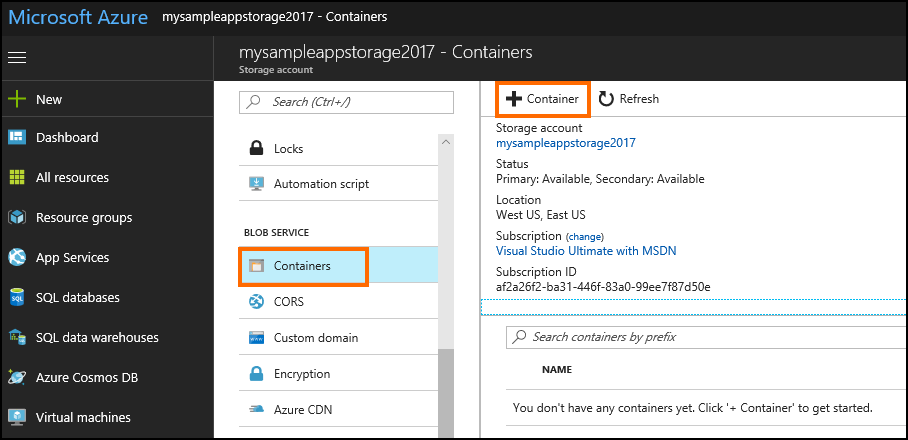 Microsoft Azure mysampleappstorage2017 - Containers
mysampleappstorage2017 - Containers
Storage account
New
Dashboard
All resources
Resource groups
App Services
SQL databases
SQL data warehouses
Azure Cosmos DB
Virtual machines
Search (Ctrl+/)
Locks
Automation script
BLOB SERVICE
Containers
CORS
Custom domain
Encryption
Azure CDN
Container Refresh
Storage account
mysampleappstorage2017
Status
Primary: Available, Secondary: Available
Location
West US, East US
Subscription (change)
Visual Studio Ultimate with MSDN
Subscription ID
af2a26f2-ba31-446f-83a0-99ee7f87d50e
Search containers by prefix
NAME
You don't have any containers yet. Click '+ Container' to get started.